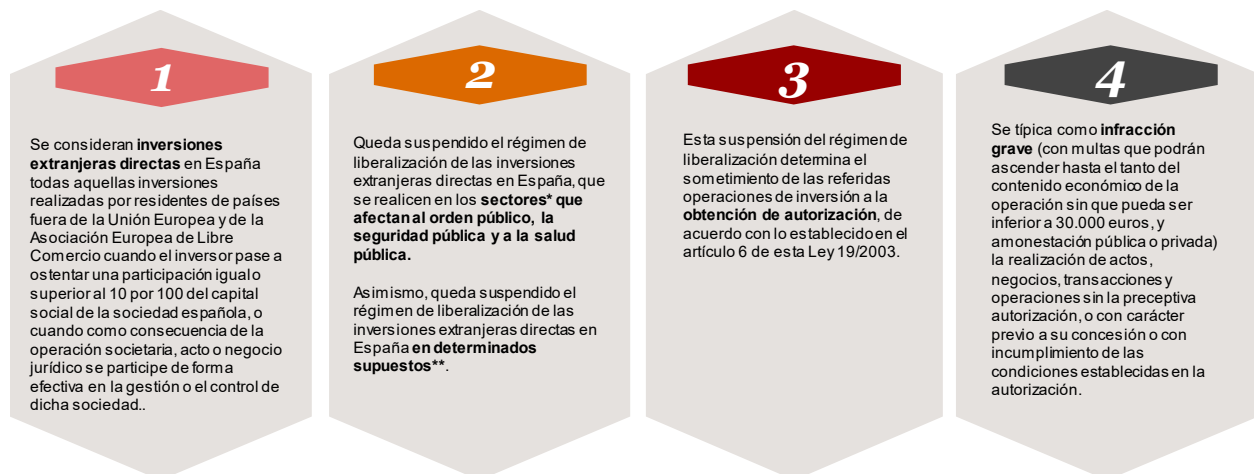 1
Se consideran inversiones
extranjeras directas en España
todas aquellas inversiones
realizadas por residentes de países
fuera de la Unión Europea y de la
Asociación Europea de Libre
Comercio cuando el inversor pase a
ostentar una participación igual o
superior al 10 por 100 del capital
social de la sociedad española, o
cuando como consecuencia de la
operación societaria, acto o negocio
jurídico se participe de forma
efectiva en la gestión o el control de
dicha sociedad..
2
Queda suspendido el régimen de
liberalización de las inversiones
extranjeras directas en España, que
se realicen en los sectores* que
afectan al orden público, la
seguridad pública y a la salud
pública.
Asimismo, queda suspendido el
régimen de liberalización de las
inversiones extranjeras directas en
España en determinados
supuestos**.
3
Esta suspensión del régimen de
liberalización determina el
sometimiento de las referidas
operaciones de inversión a la
obtención de autorización, de
acuerdo con lo establecido en el
artículo 6 de esta Ley 19/2003.
4
Se típica como infracción
grave (con multas que podrán
ascender hasta el tanto del
contenido económico de la
operación sin que pueda ser
inferior a 30.000 euros, y
amonestación pública o privada)
la realización de actos,
negocios, transacciones y
operaciones sin la preceptiva
autorización, o con carácter
previo a su concesión o con
incumplimiento de las
condiciones establecidas en la
autorización.